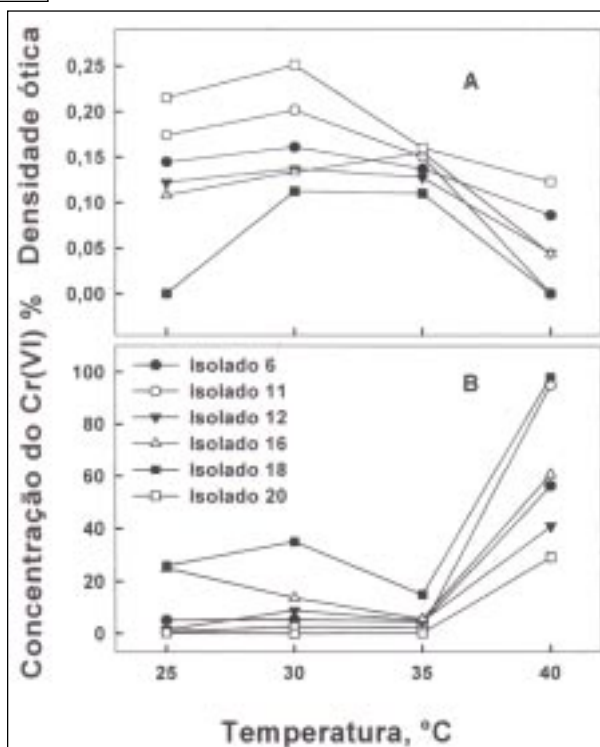 Densidade ótica
0,25
0,20
0,15
0,10
0,05
0,00
A
Concentração do Cr(VI) %
100
80
60
40
20
0
B
Isolado 6
Isolado 11
Isolado 12
Isolado 16
Isolado 18
Isolado 20
25 30 35 40
Temperatura, °C